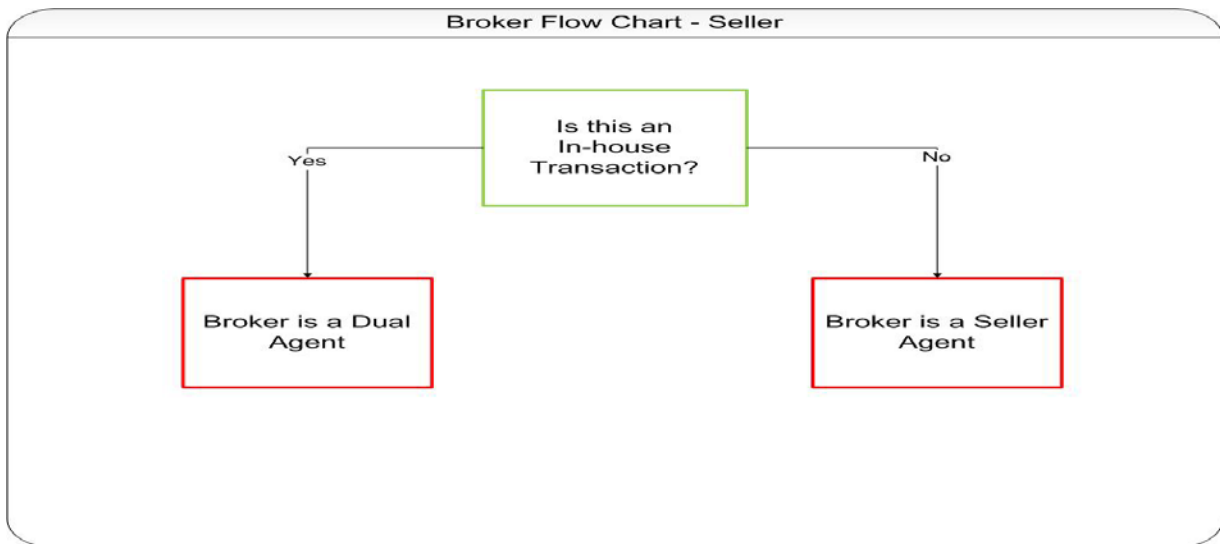 Broker Flow Chart - Seller
Is this an
In-house
Transaction?
Yes
No
Broker is a Dual
Agent
Broker is a Seller
Agent